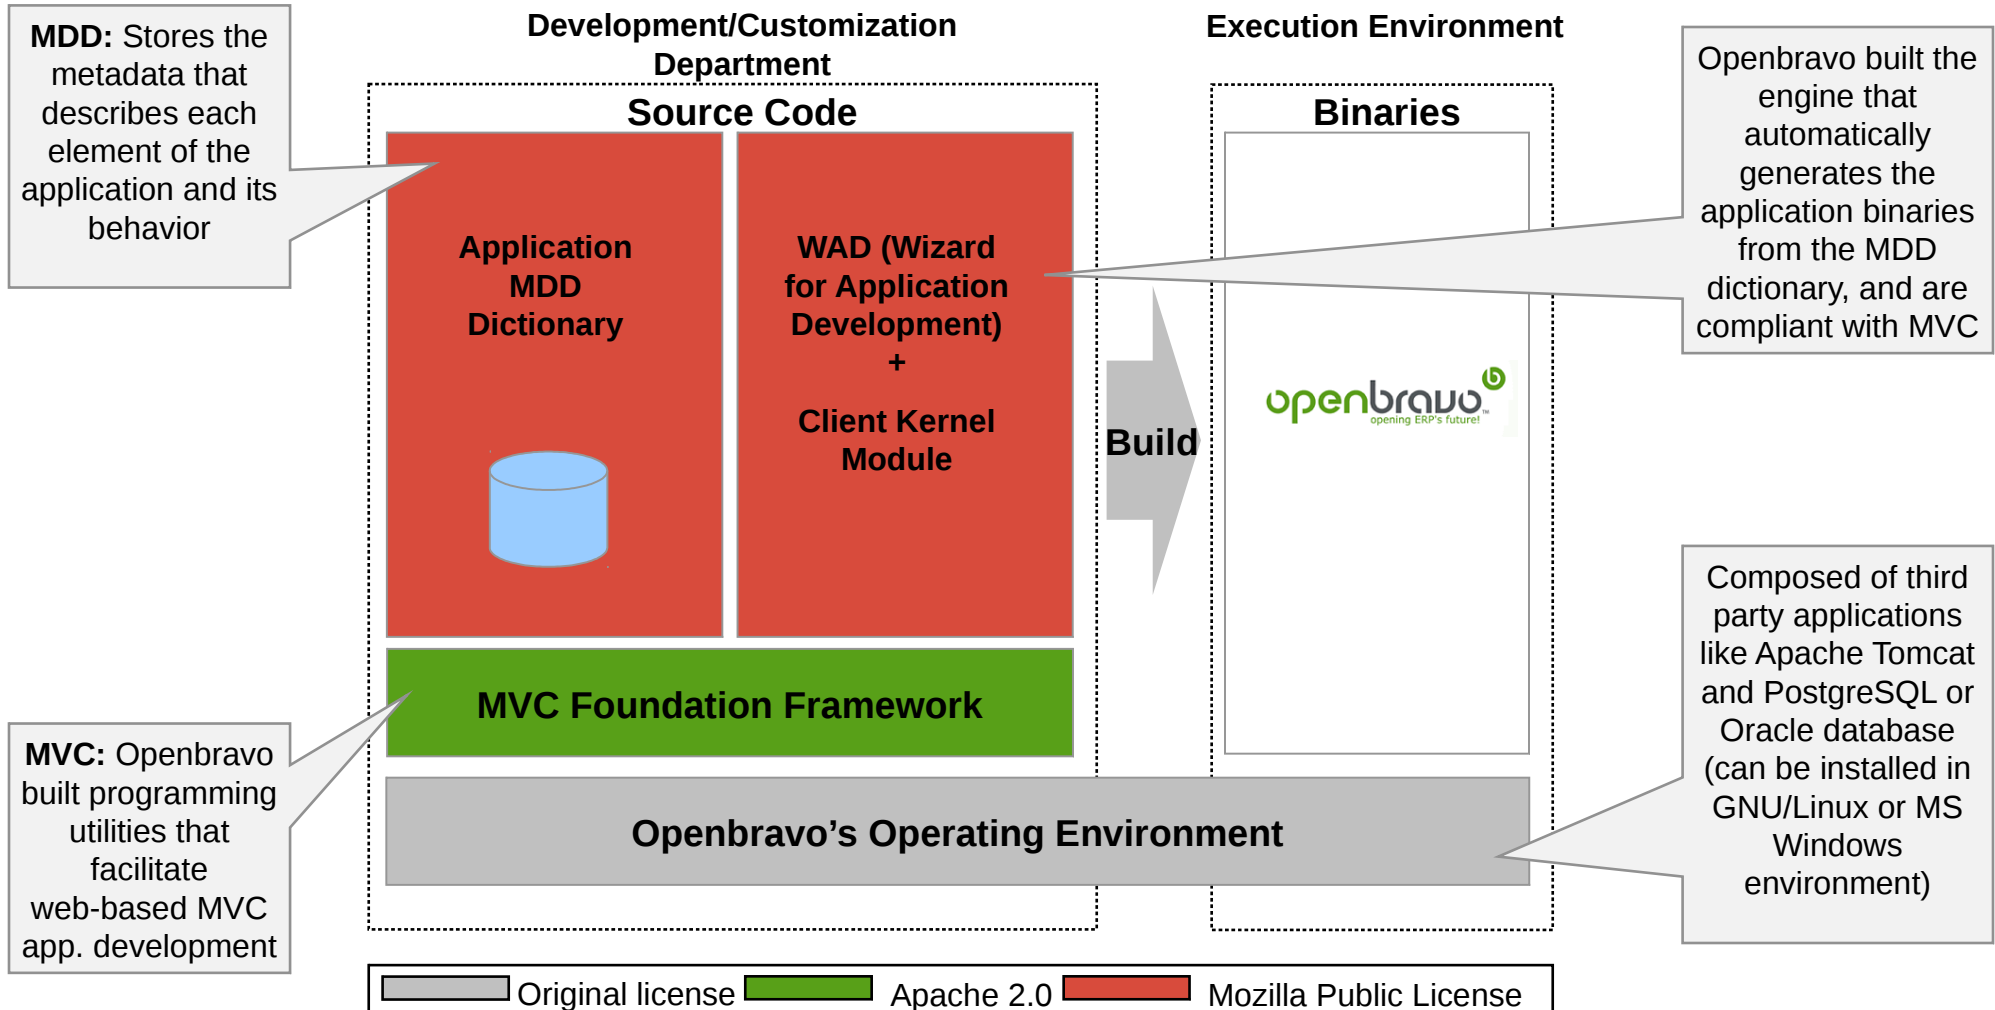 MDD: Stores the
metadata that
describes each
element of the
application and its
behavior
Development/Customization
Department
Execution Environment
Openbravo built the
engine that
automatically
generates the
application binaries
from the MDD
dictionary, and are
compliant with MVC
Source Code
Binaries
Application
MDD
Dictionary
WAD (Wizard
for Application
Development)
+
Client Kernel
Module
Build
openbravo b ™
opening ERP's future!
MVC Foundation Framework
MVC: Openbravo
built programming
utilities that
facilitate
web-based MVC
app. development
Openbravo’s Operating Environment
Composed of third
party applications
like Apache Tomcat
and PostgreSQL or
Oracle database
(can be installed in
GNU/Linux or MS
Windows
environment)
Original license
Apache 2.0
Mozilla Public License